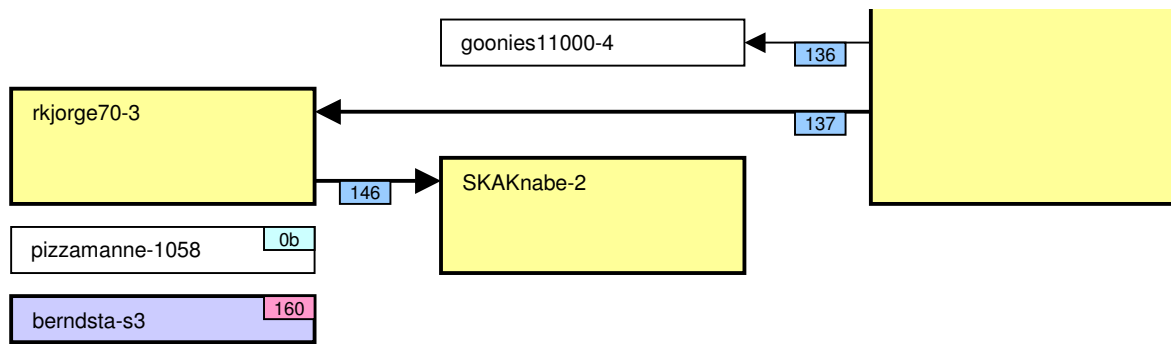 goonies11000-4
136
rkjorge70-3
137
146
SKAKnabe-2
pizzamanne-1058
0b
berndsta-s3
160